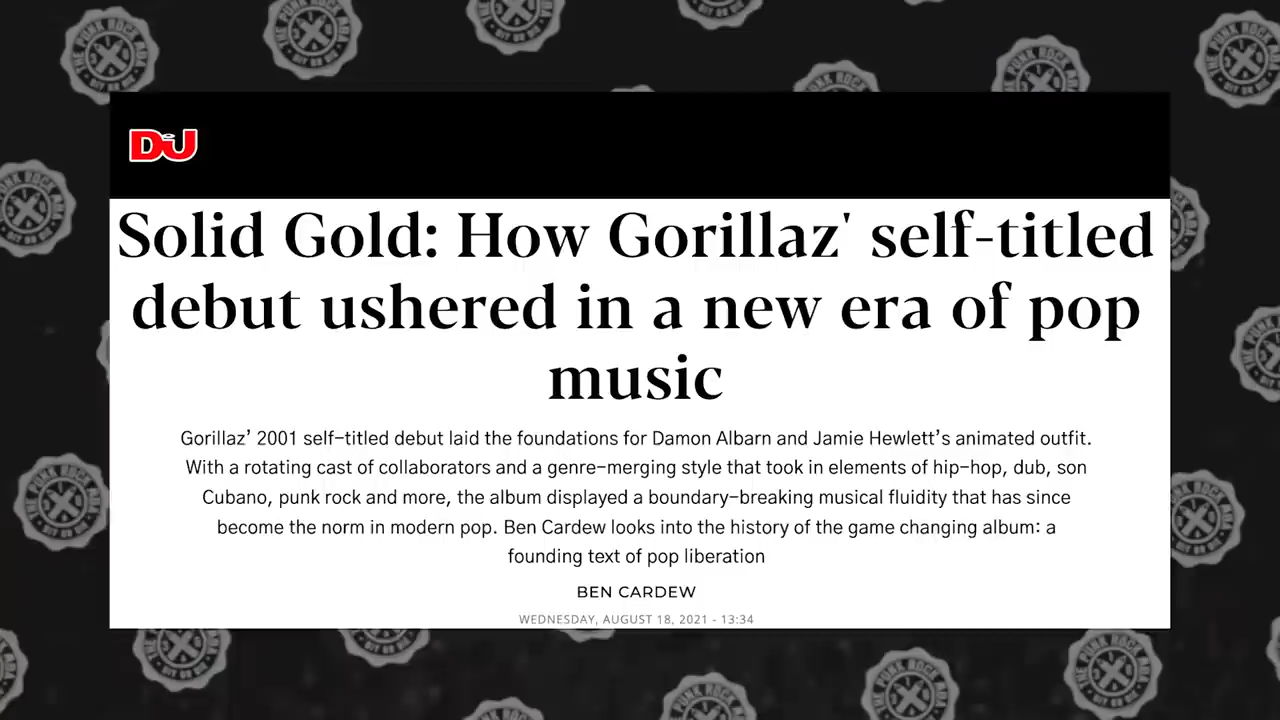 DJ
Solid Gold: How Gorillaz' self-titled
debut ushered in a new era of pop
music
Gorillaz’ 2001 self-titled debut laid the foundations for Damon Albarn and Jamie Hewlett’s animated outfit.
With a rotating cast of collaborators and a genre-merging style that took in elements of hip-hop, dub, son
Cubano, punk rock and more, the album displayed a boundary-breaking musical fluidity that has since
become the norm in modern pop. Ben Cardew looks into the history of the game changing album: a
founding text of pop liberation
BEN CARDEW
WEDNESDAY, AUGUST 18, 2021 - 13:34
THE PUNK ROCK MBA